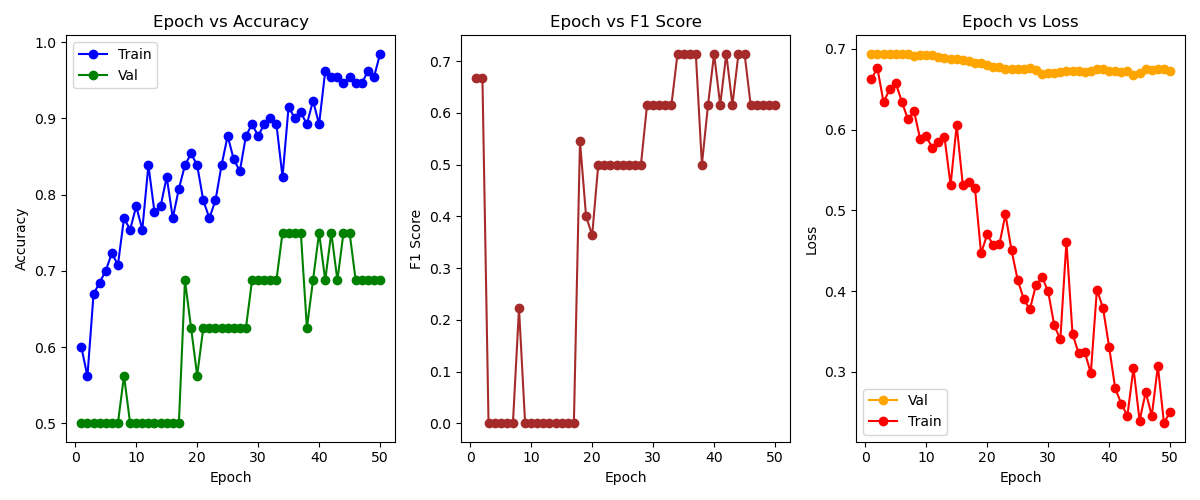 Epoch vs Accuracy
Train
Val
Accuracy
1.0
0.9
0.8
0.7
0.6
0.5
0 10 20 30 40 50
Epoch
Epoch vs F1 Score
F1 Score
0.7
0.6
0.5
0.4
0.3
0.2
0.1
0.0
0 10 20 30 40 50
Epoch
Epoch vs Loss
Loss
0.7
0.6
0.5
0.4
0.3
Val
Train
0 10 20 30 40 50
Epoch